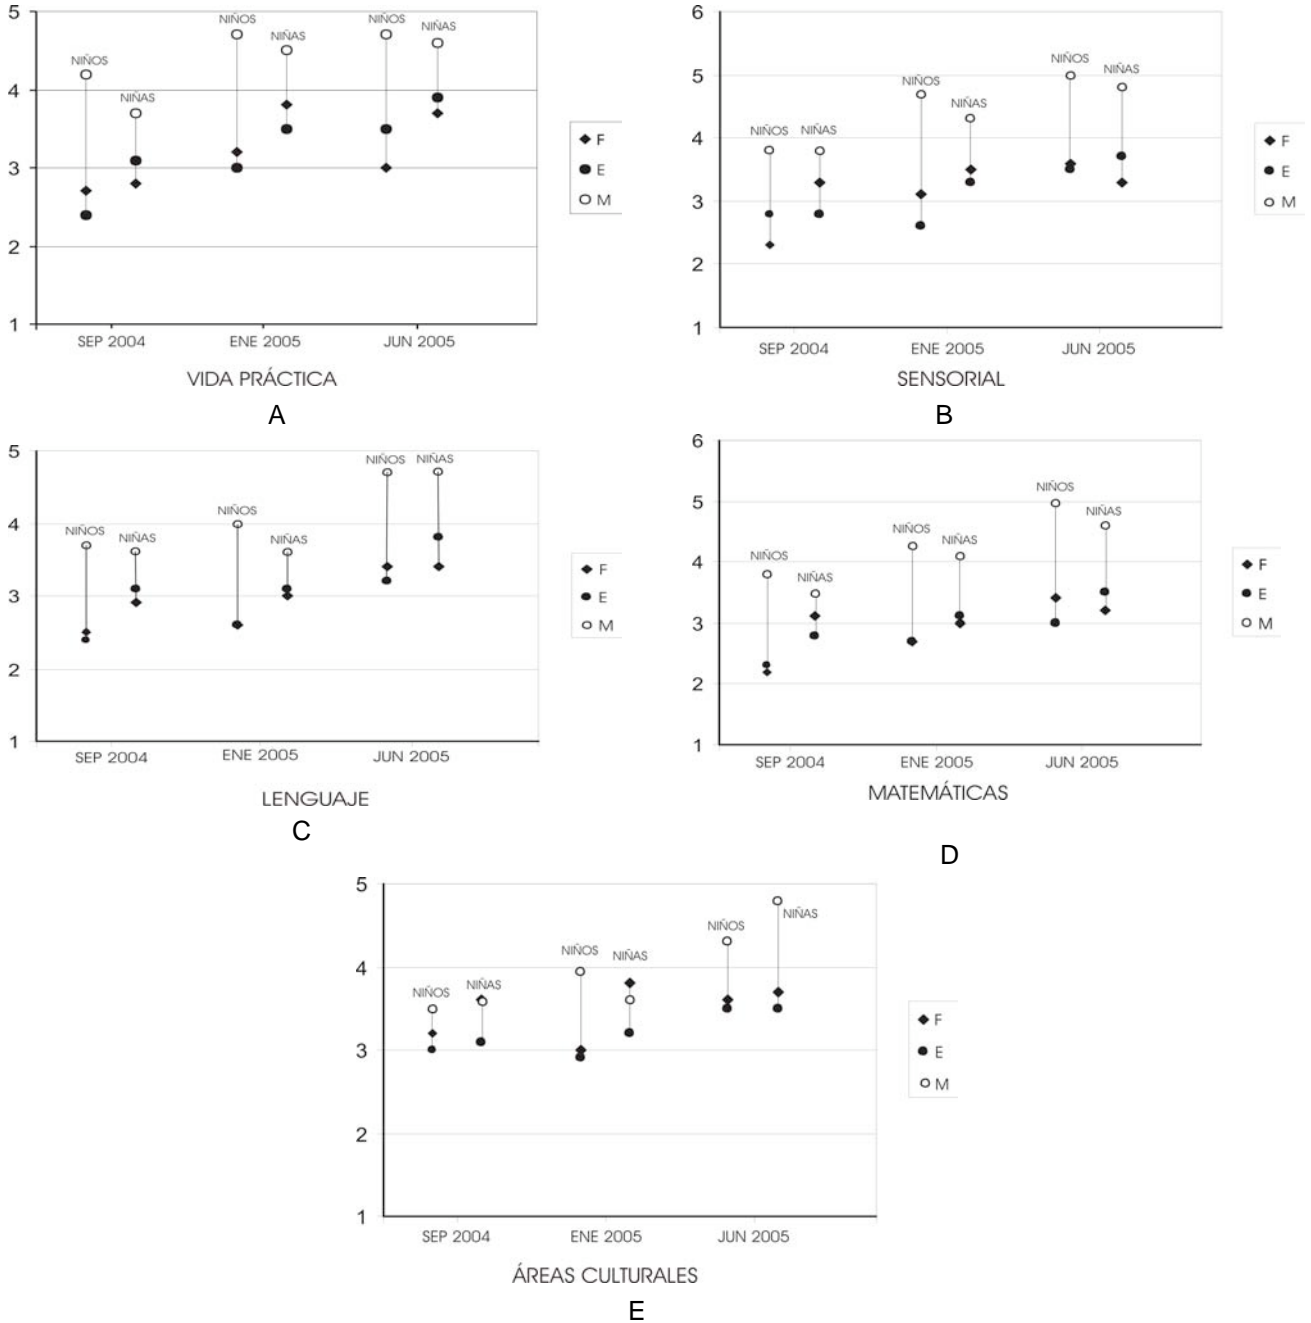 5
4
3
2
1
NIÑOS
NIÑAS
NIÑOS
NIÑAS
NIÑOS
NIÑAS
F
E
M
SEP 2004
ENE 2005
JUN 2005
VIDA PRÁCTICA
A
6
5
4
3
2
1
NIÑOS
NIÑAS
NIÑOS
NIÑAS
NIÑOS
NIÑAS
F
E
M
SEP 2004
ENE 2005
JUN 2005
SENSORIAL
B
5
4
3
2
1
NIÑOS
NIÑAS
NIÑOS
NIÑAS
NIÑOS
NIÑAS
F
E
M
SEP 2004
ENE 2005
JUN 2005
LENGUAJE
C
6
5
4
3
2
1
NIÑOS
NIÑAS
NIÑOS
NIÑAS
NIÑOS
NIÑAS
F
E
M
SEP 2004
ENE 2005
JUN 2005
MATEMÁTICAS
D
5
4
3
2
1
NIÑOS
NIÑAS
NIÑOS
NIÑAS
NIÑOS
NIÑAS
F
E
M
SEP 2004
ENE 2005
JUN 2005
ÁREAS CULTURALES
E